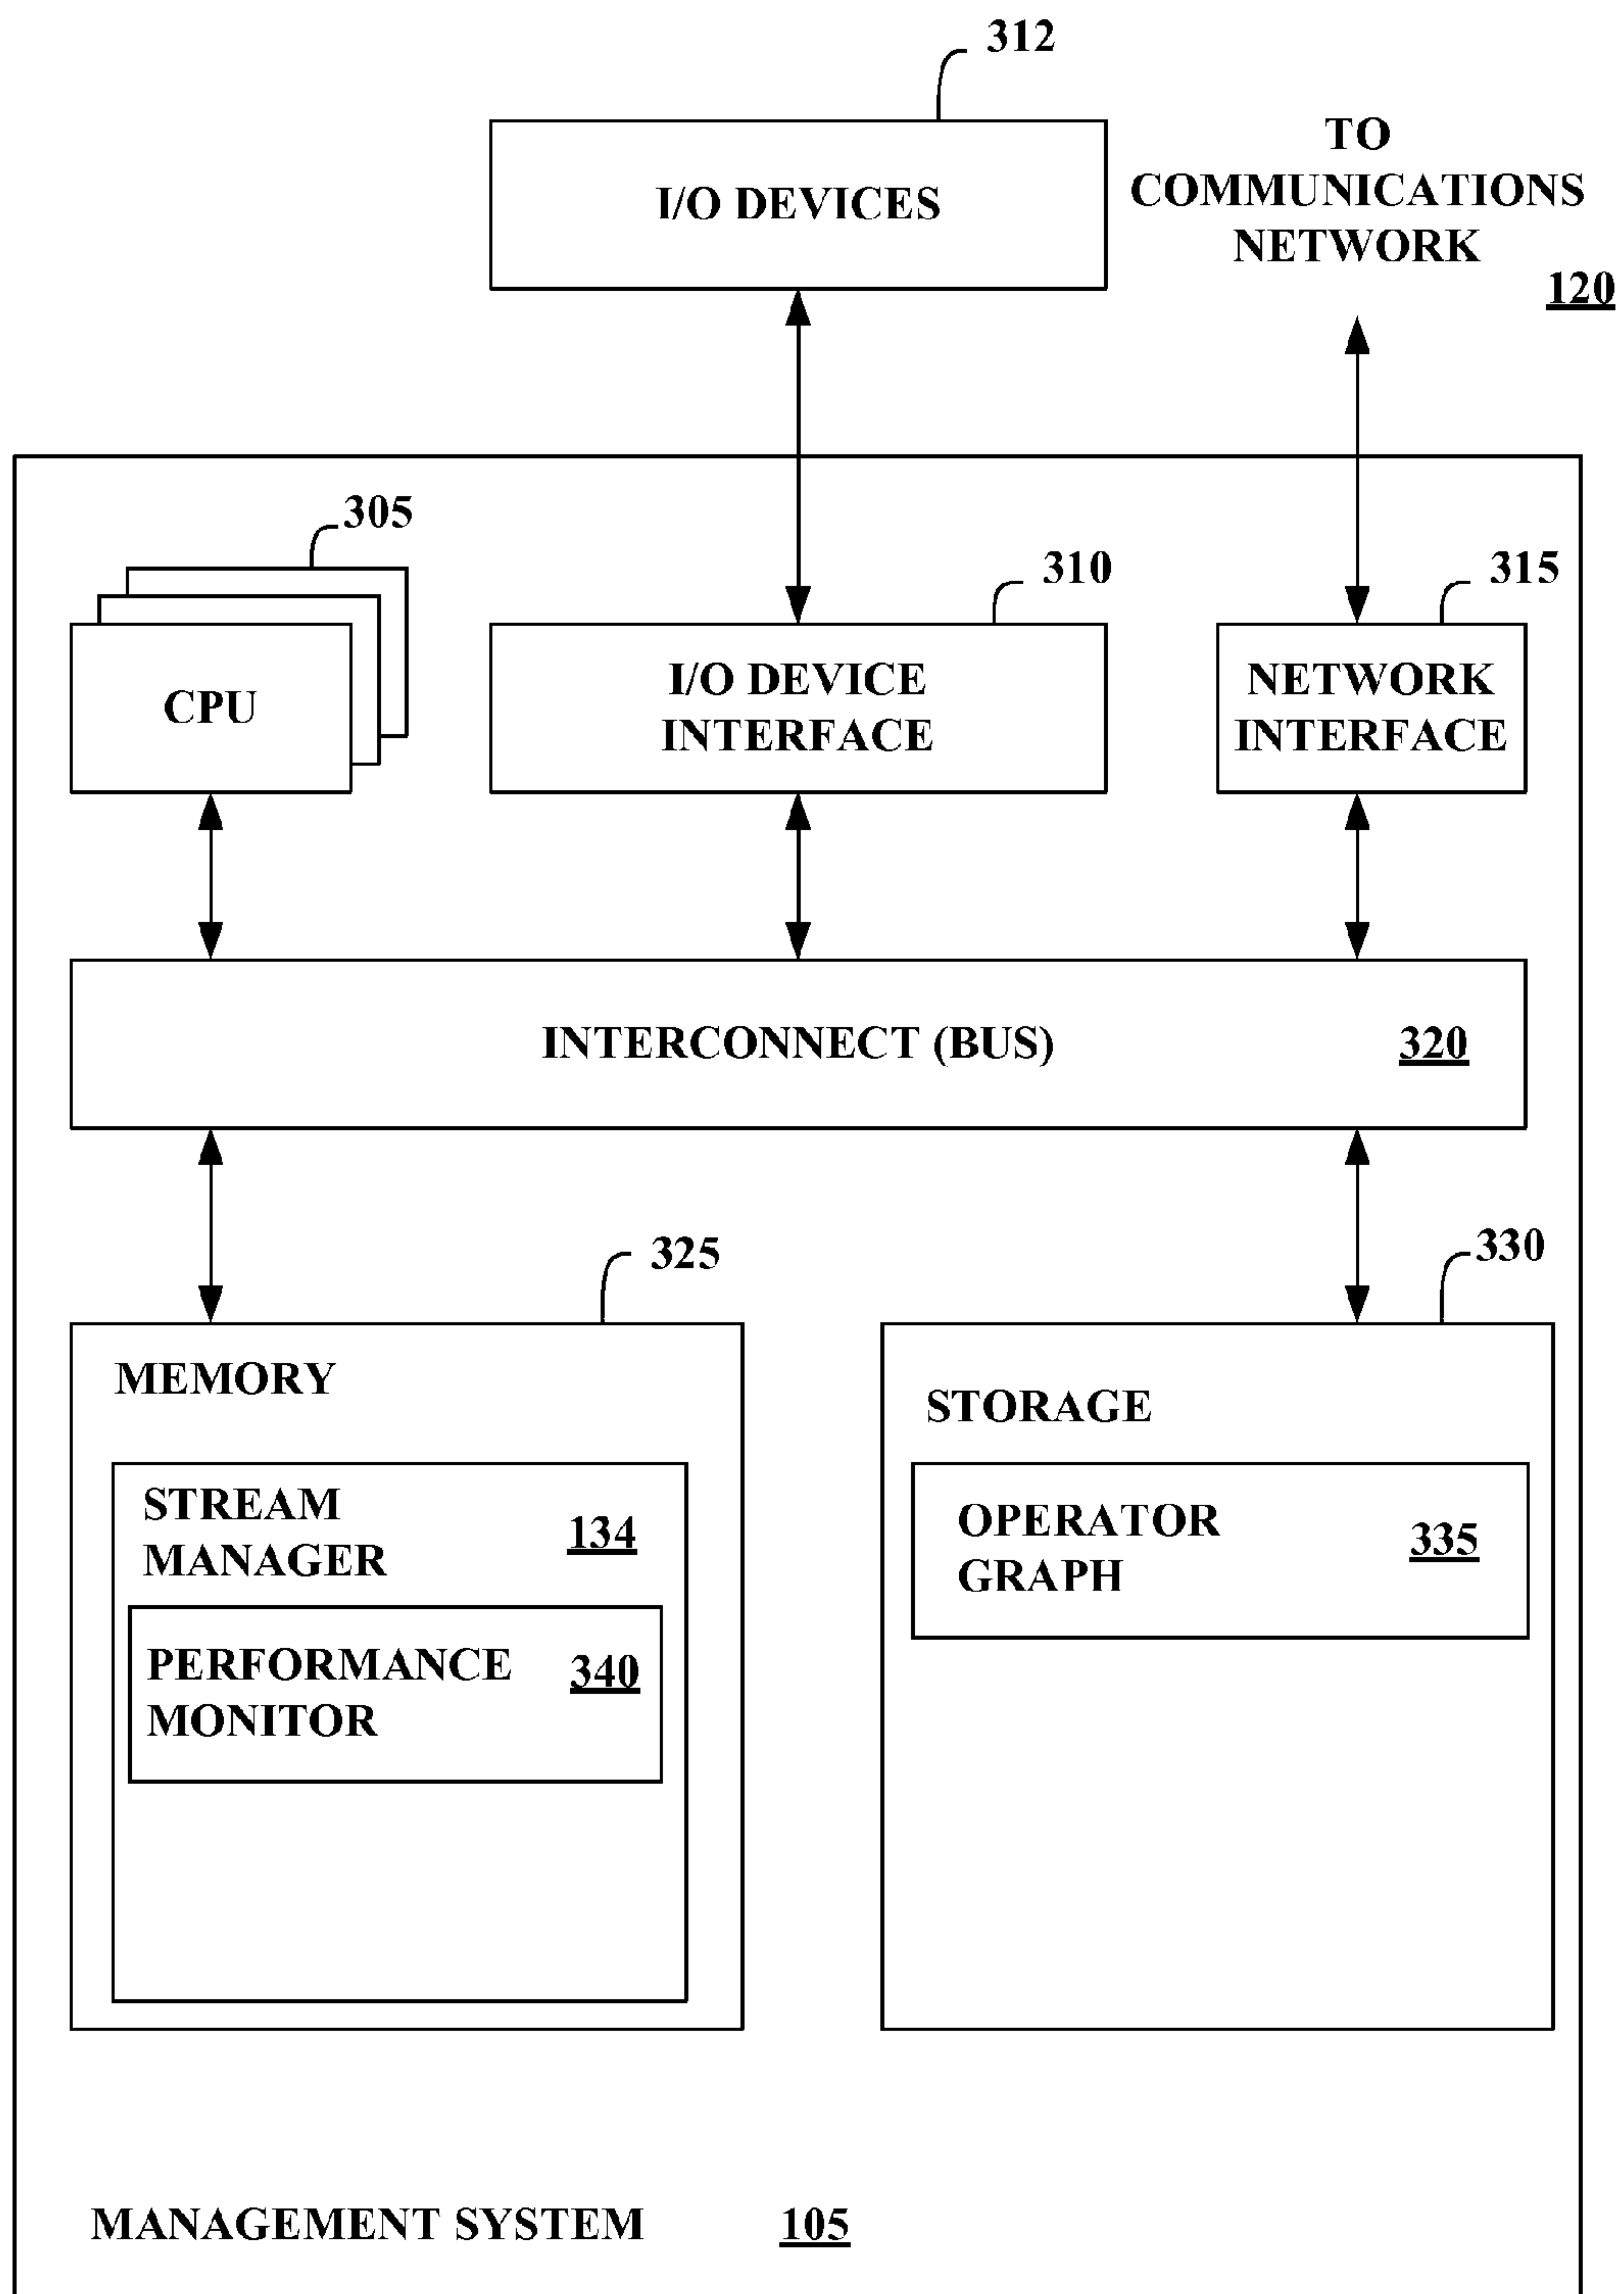 312
I/O DEVICES
TO
COMMUNICATIONS
NETWORK
120
305
CPU
310
I/O DEVICE
INTERFACE
315
NETWORK
INTERFACE
INTERCONNECT (BUS)
320
325
MEMORY
STREAM
MANAGER
134
PERFORMANCE
MONITOR
340
330
STORAGE
OPERATOR
GRAPH
335
MANAGEMENT SYSTEM
105